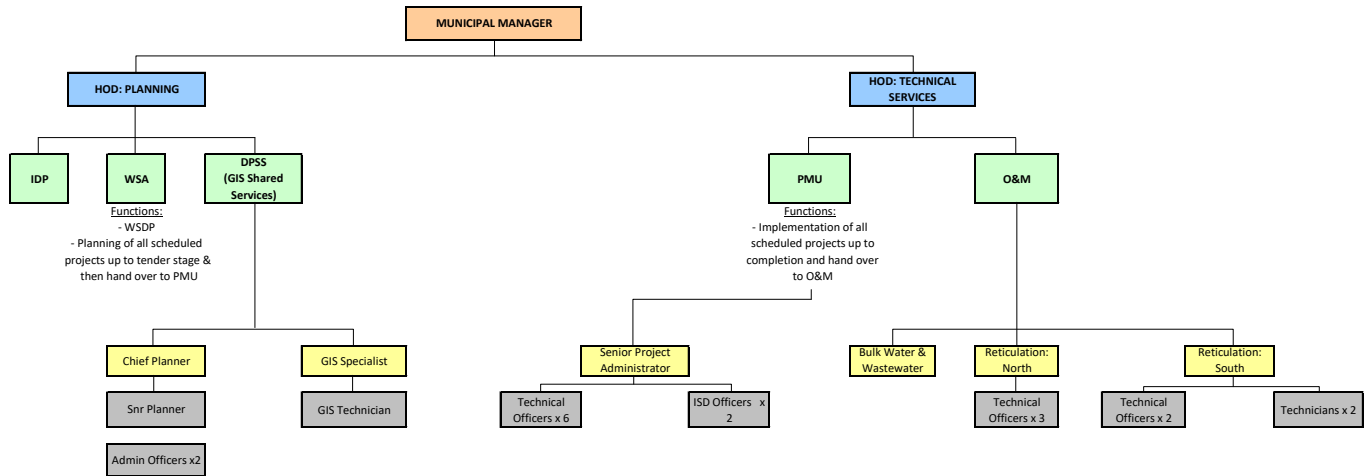 MUNICIPAL MANAGER
HOD: PLANNING
HOD: TECHNICAL
SERVICES
IDP
WSA
DPSS
(GIS Shared
Services)
PMU
O&M
Functions:
- WSDP
- Planning of all scheduled
projects up to tender stage &
then hand over to PMU
Functions:
- Implementation of all
scheduled projects up to
completion and hand over
to O&M
Chief Planner
GIS Specialist
Senior Project
Administrator
Bulk Water &
Wastewater
Reticulation:
North
Reticulation:
South
Snr Planner
GIS Technician
Technical
Officers x 6
ISD Officers x
2
Technical
Officers x 3
Technical
Officers x 2
Technicians x 2
Admin Officers x2